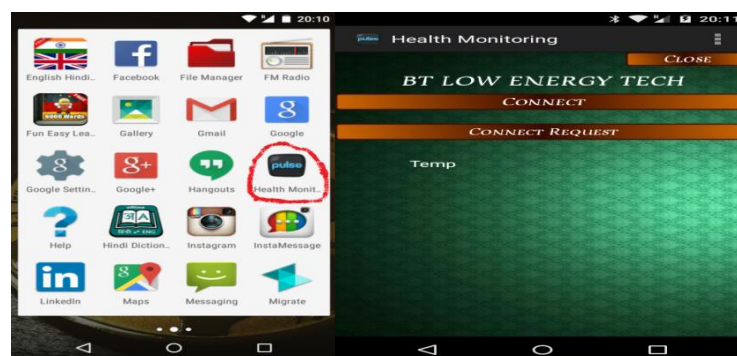 20:10
English Hindi..
Facebook
File Manager
FM Radio
5000 Words
Fun Easy Lea..
Gallery
Gmail
Google
pulse
Google Settin..
Google+
Hangouts
Health Monit..
Help
Hindi Diction..
Instagram
InstaMessage
LinkedIn
Maps
Messaging
Migrate
20:11
pulse
Health Monitoring
CLOSE
BT LOW ENERGY TECH
CONNECT
CONNECT REQUEST
Temp